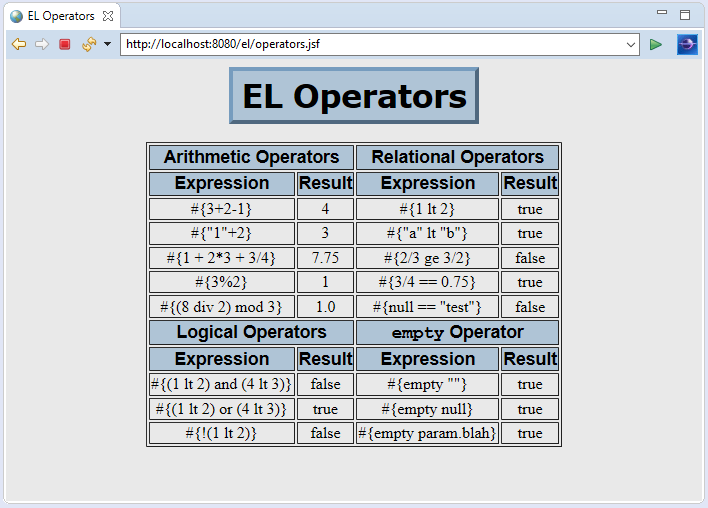 EL Operators
http://localhost:8080/el/operators.jsf
EL Operators
Arithmetic Operators Relational Operators
Expression Result Expression Result
#{3+2-1} 4 #{1 lt 2} true
#{"1"+2} 3 #{"a" lt "b"} true
#{1 + 2*3 + 3/4} 7.75 #{2/3 ge 3/2} false
#{3%2} 1 #{3/4 == 0.75} true
#{(8 div 2) mod 3} 1.0 #{null == "test"} false
Logical Operators empty Operator
Expression Result Expression Result
#{(1 lt 2) and (4 lt 3)} false #{empty ""} true
#{(1 lt 2) or (4 lt 3)} true #{empty null} true
#{!(1 lt 2)} false #{empty param.blah} true